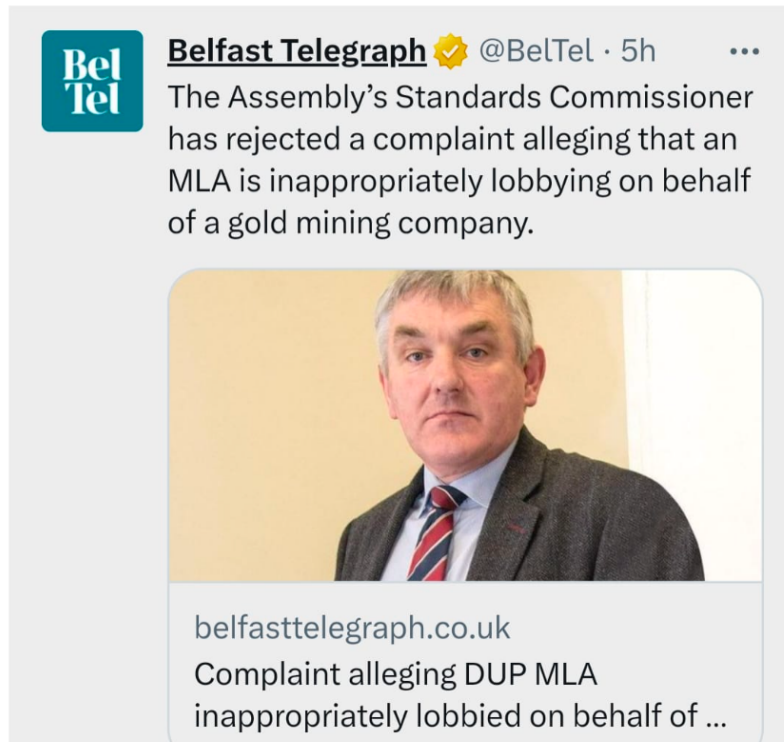 Bel
Tel
Belfast Telegraph @BelTel · 5h ...
The Assembly’s Standards Commissioner
has rejected a complaint alleging that an
MLA is inappropriately lobbying on behalf
of a gold mining company.
belfasttelegraph.co.uk
Complaint alleging DUP MLA
inappropriately lobbied on behalf of ...